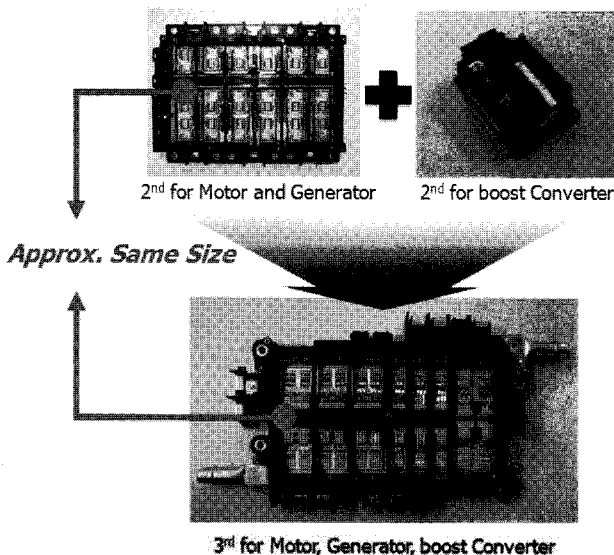 2nd for Motor and Generator
2nd for boost Converter
Approx. Same Size
3rd for Motor, Generator, boost Converter